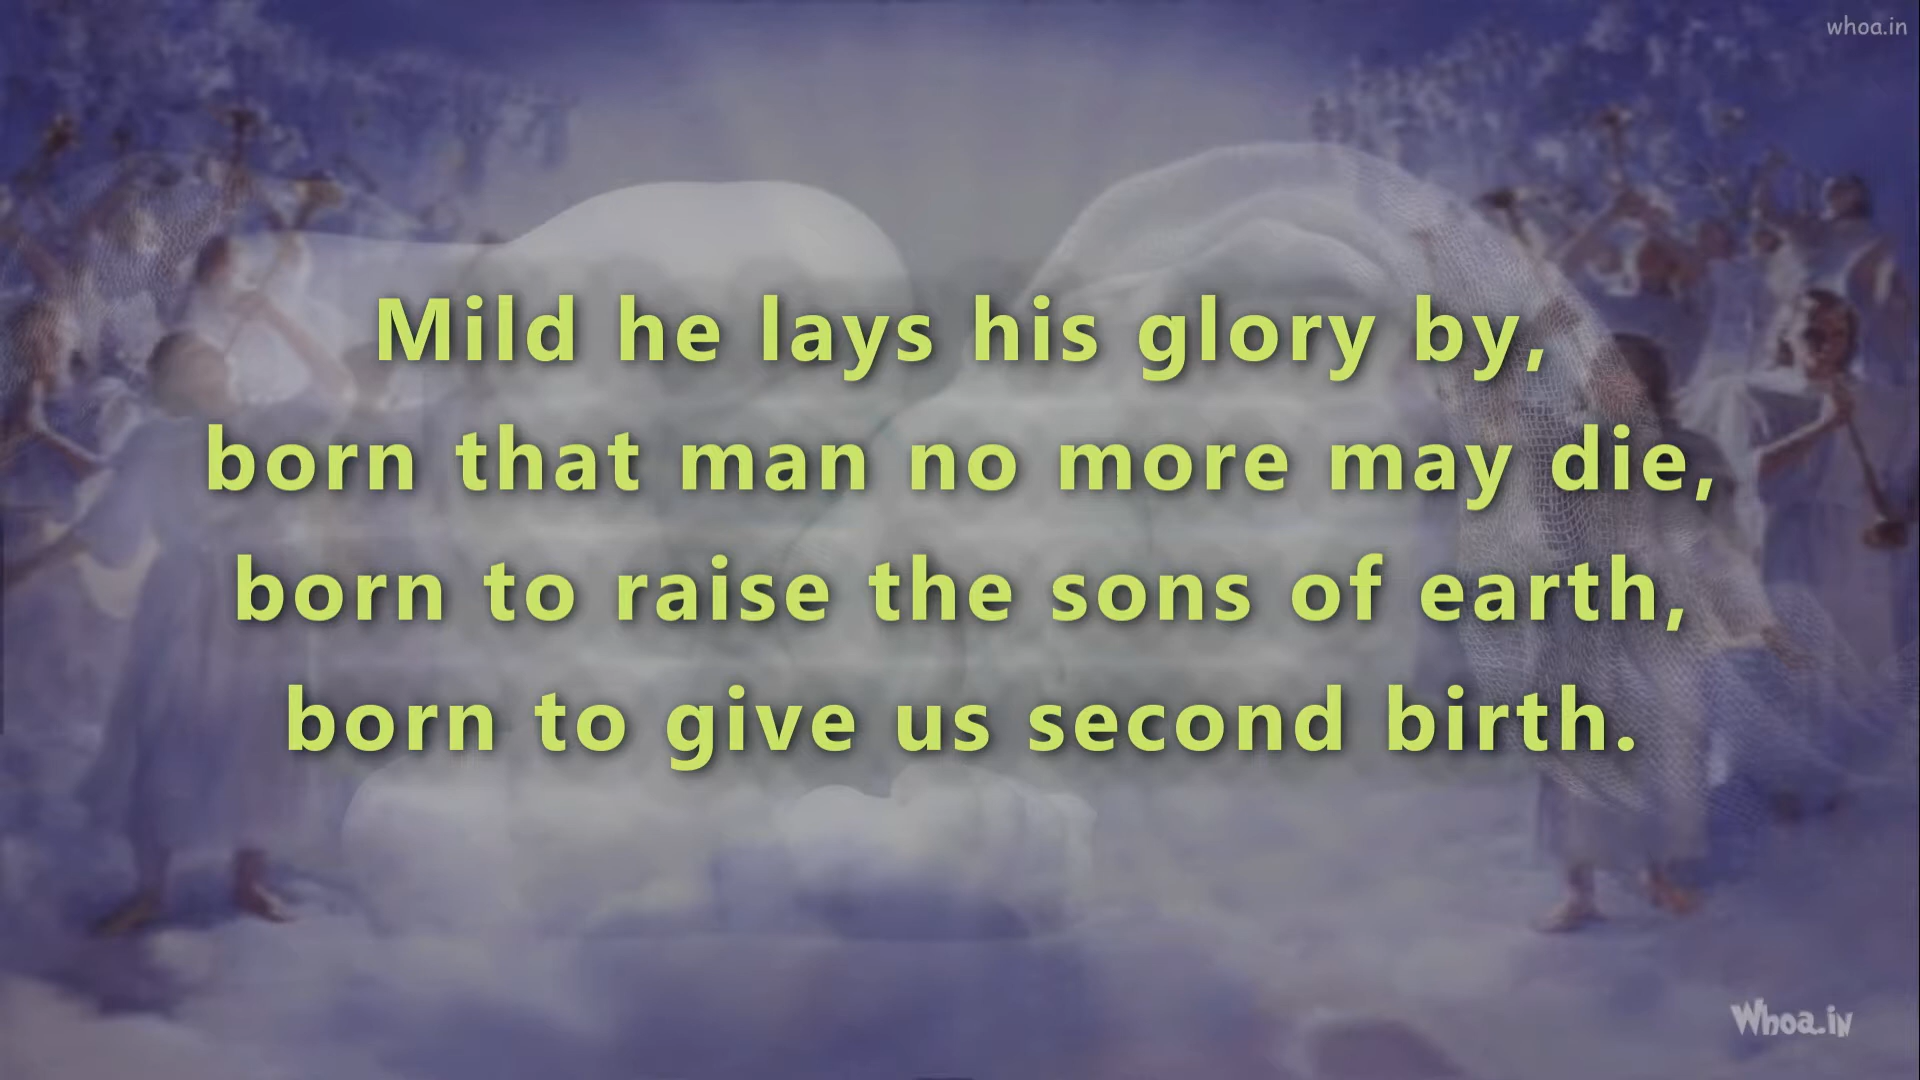 whoa.in
Mild he lays his glory by,
born that man no more may die,
born to raise the sons of earth,
born to give us second birth.
Whoa.in